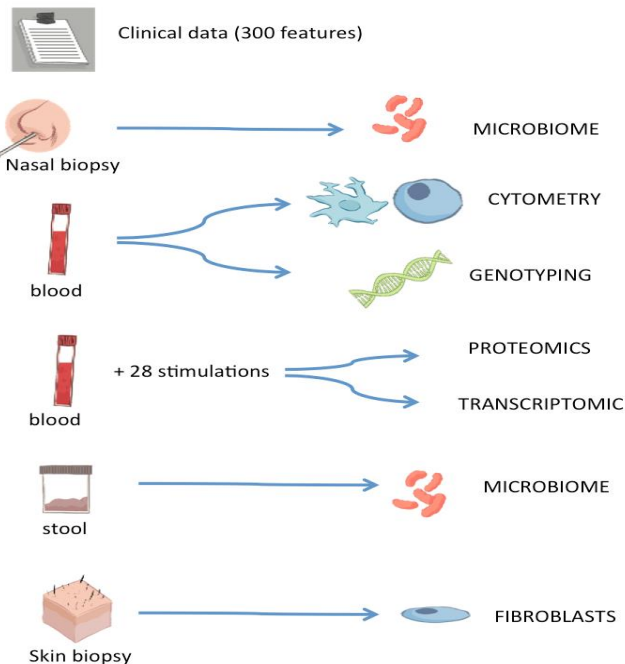 Clinical data (300 features)
Nasal biopsy
MICROBIOME
blood
CYTOMETRY
GENOTYPING
blood
+ 28 stimulations
PROTEOMICS
TRANSCRIPTOMIC
stool
MICROBIOME
Skin biopsy
FIBROBLASTS